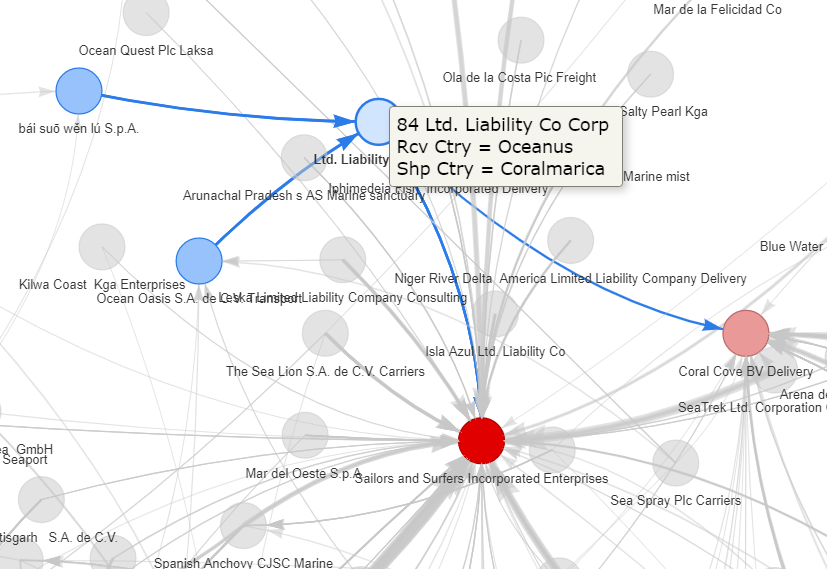 Mar de la Felicidad Co
Ocean Quest Plc Laksa
Ola de la Costa Pic Freight
bái suō wěn lú S.p.A.
84 Ltd. Liability Co Corp
Rcv Ctry = Oceanus
Shp Ctry = Coralmarica
Salty Pearl Kga
Ltd. Liability
Marine mist
Iphimedeia Incorporated Delivery
Arunachal Pradesh s AS Marine sanctuary
Blue Water
Kilwa Coast Kga Enterprises
Niger River Delta America Limited Liability Company Delivery
Ocean Oasis S.A. de C.V. Transport
Limited Liability Company Consulting
Isla Azul Ltd. Liability Co
The Sea Lion S.A. de C.V. Carriers
Coral Cove BV Delivery
Arena de
SeaTrek Ltd. Corporation
GmbH
Seaport
Mar del Oeste S.p.A.
Sailors and Surfers Incorporated Enterprises
Sea Spray Plc Carriers
tisgarh S.A. de C.V.
Spanish Anchovy CJSC Marine